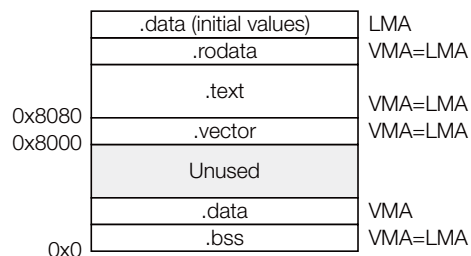 .data (initial values) LMA
.rodata VMA=LMA
.text VMA=LMA
0x8080
.vector VMA=LMA
0x8000
Unused
.data VMA
.bss VMA=LMA
0x0